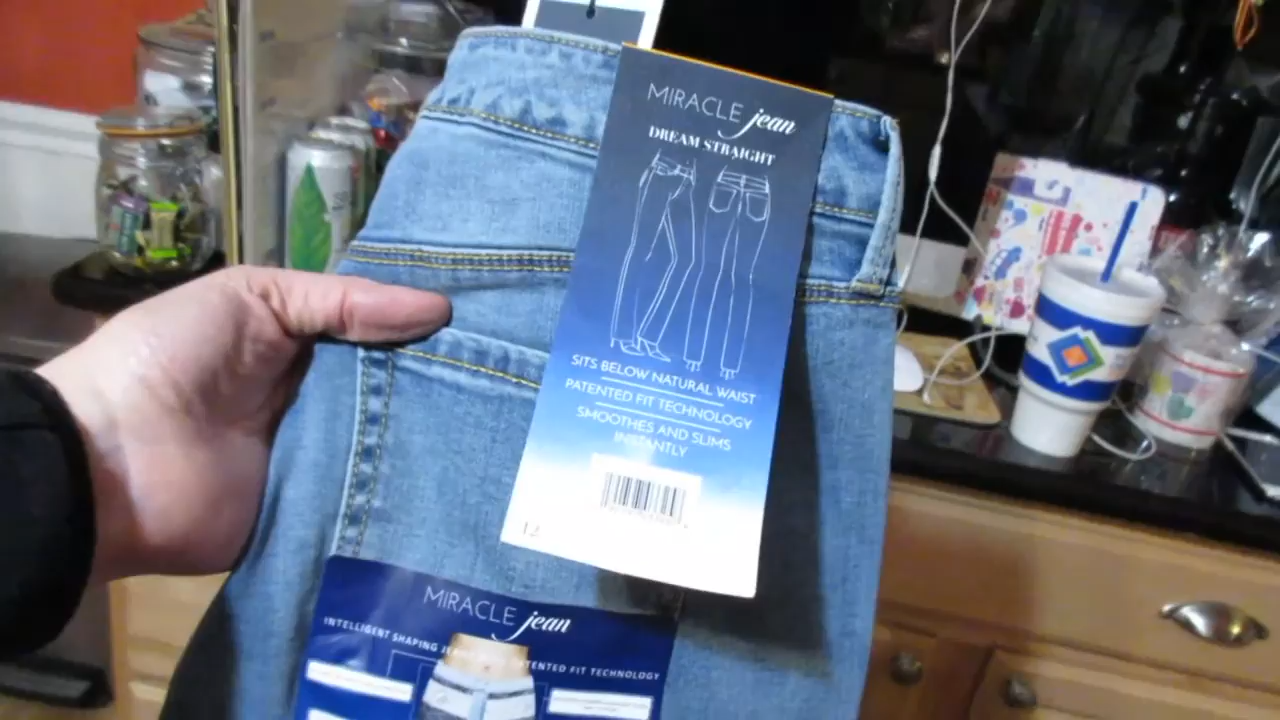 MIRACLE jean
DREAM STRAIGHT
SITS BELOW NATURAL WAIST
PATENTED FIT TECHNOLOGY
SMOOTHES AND SLIMS
INSTANTLY
MIRACLE jean
INTELLIGENT SHAPING PATENTED FIT TECHNOLOGY